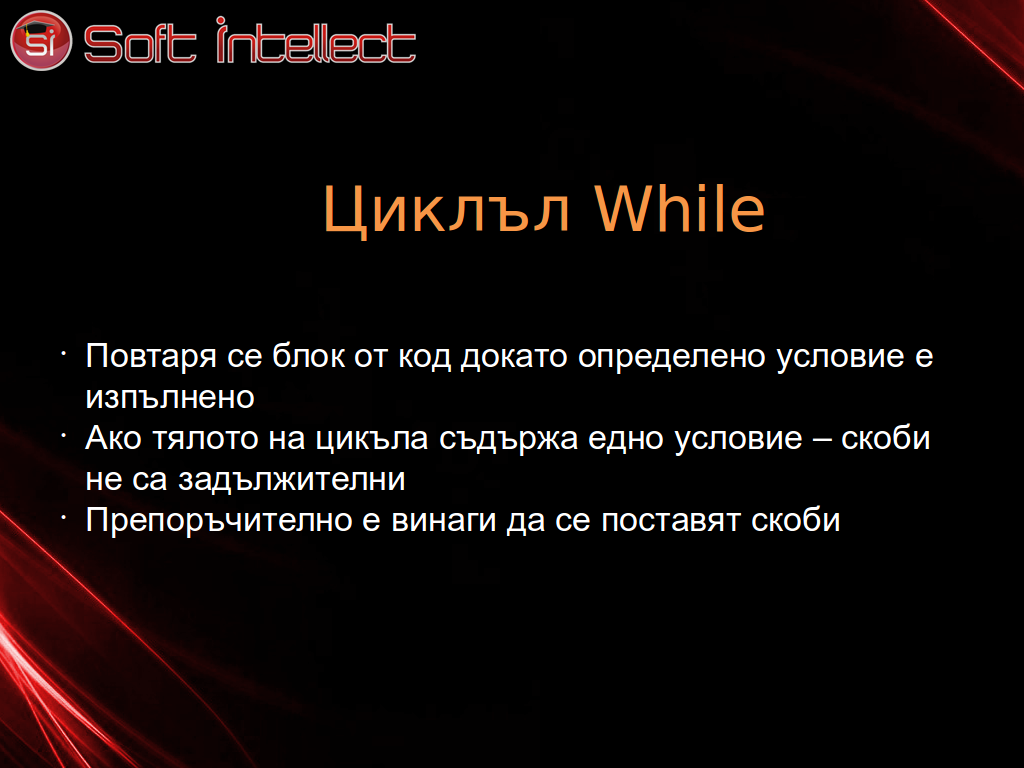 Si Soft Intellect
Циклъл While
· Повтаря се блок от код докато определено условие е
изпълнено
· Ако тялото на цикъла съдържа едно условие – скоби
не са задължителни
· Препоръчително е винаги да се поставят скоби